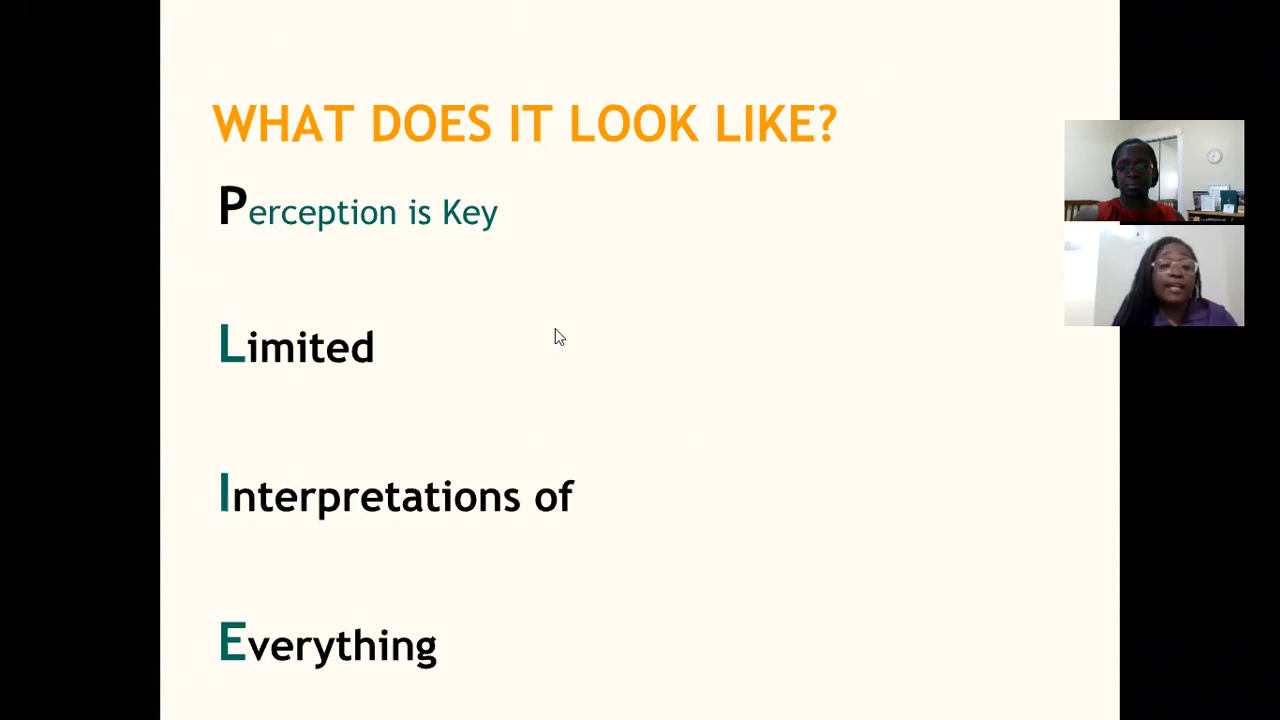 WHAT DOES IT LOOK LIKE?
Perception is Key
Limited
Interpretations of
Everything